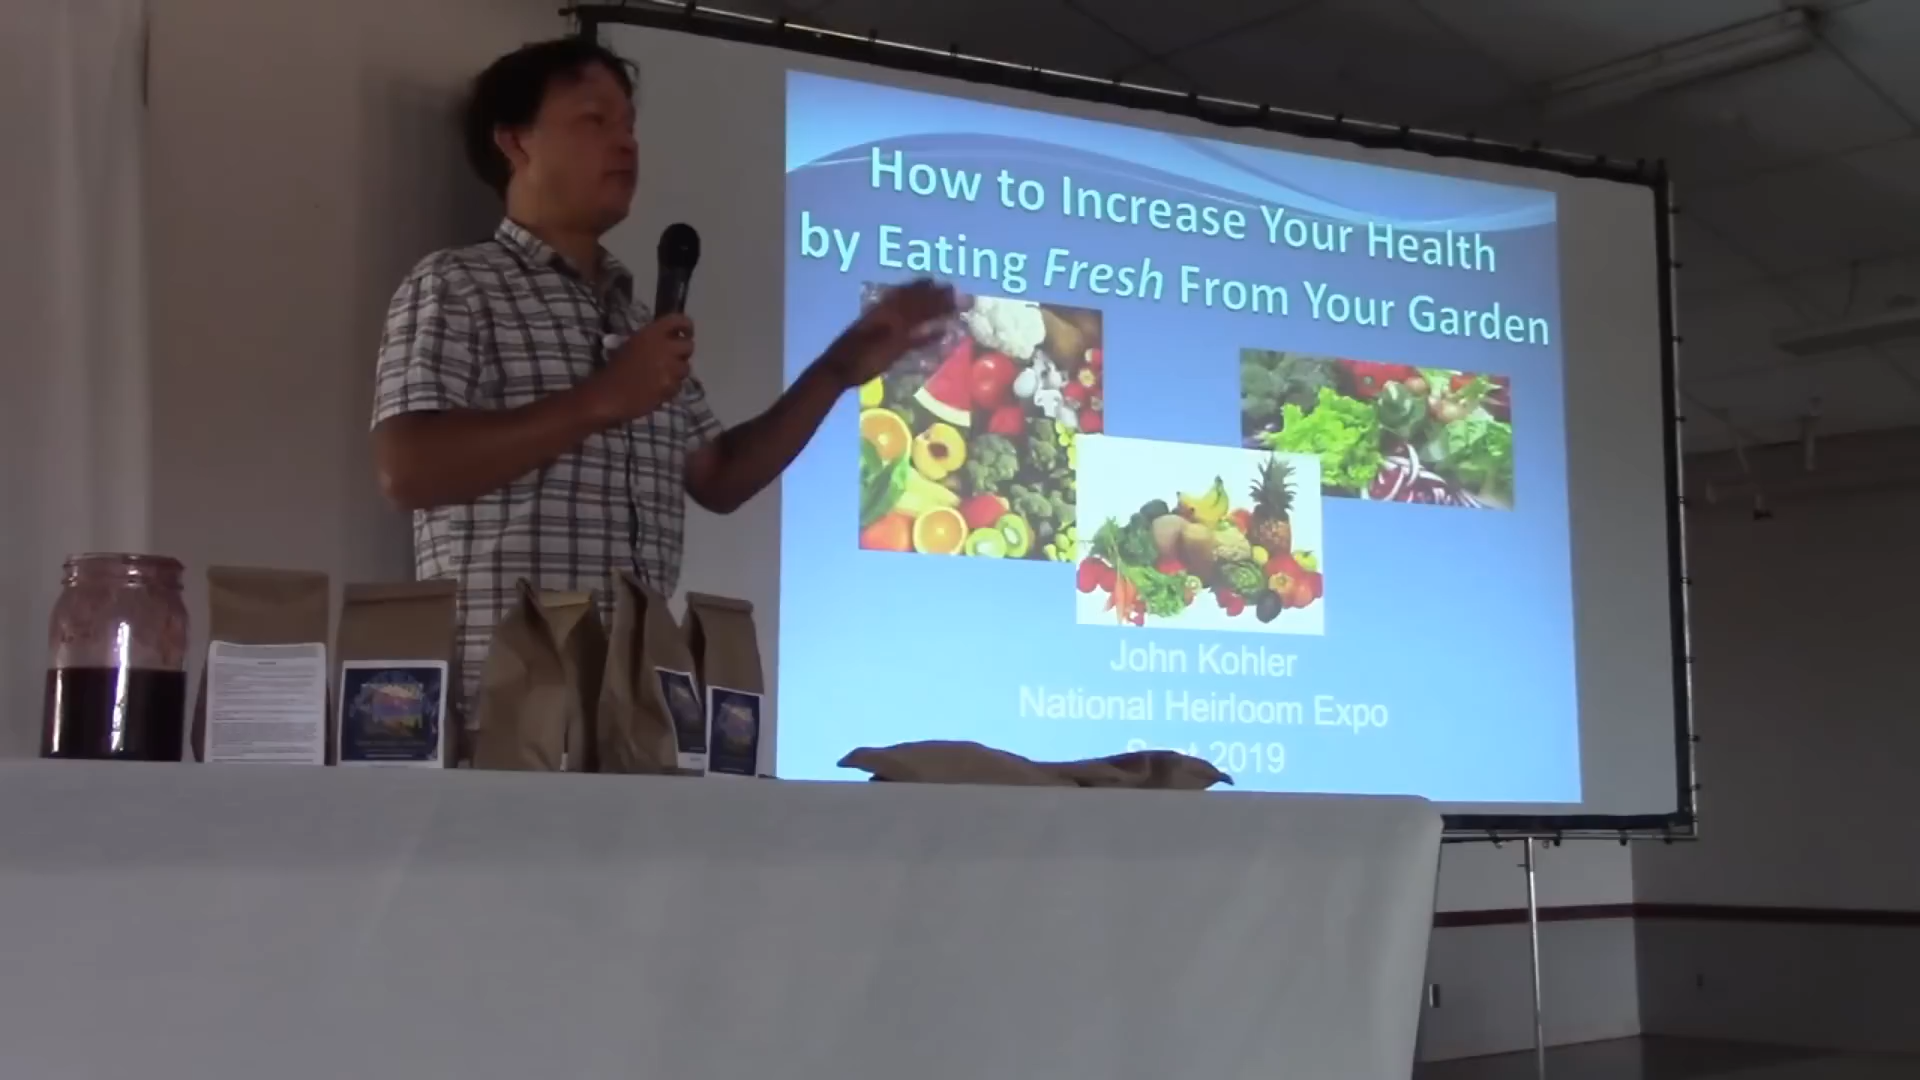 How to Increase Your Health
by Eating Fresh From Your Garden
John Kohler
National Heirloom Expo
2019